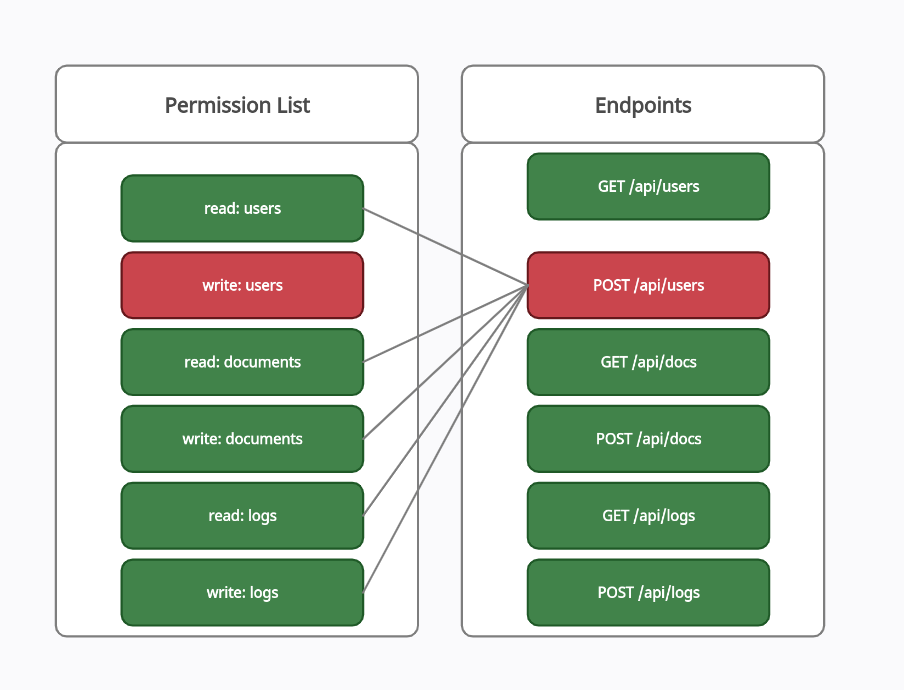 Permission List
read: users
write: users
read: documents
write: documents
read: logs
write: logs
Endpoints
GET /api/users
POST /api/users
GET /api/docs
POST /api/docs
GET /api/logs
POST /api/logs